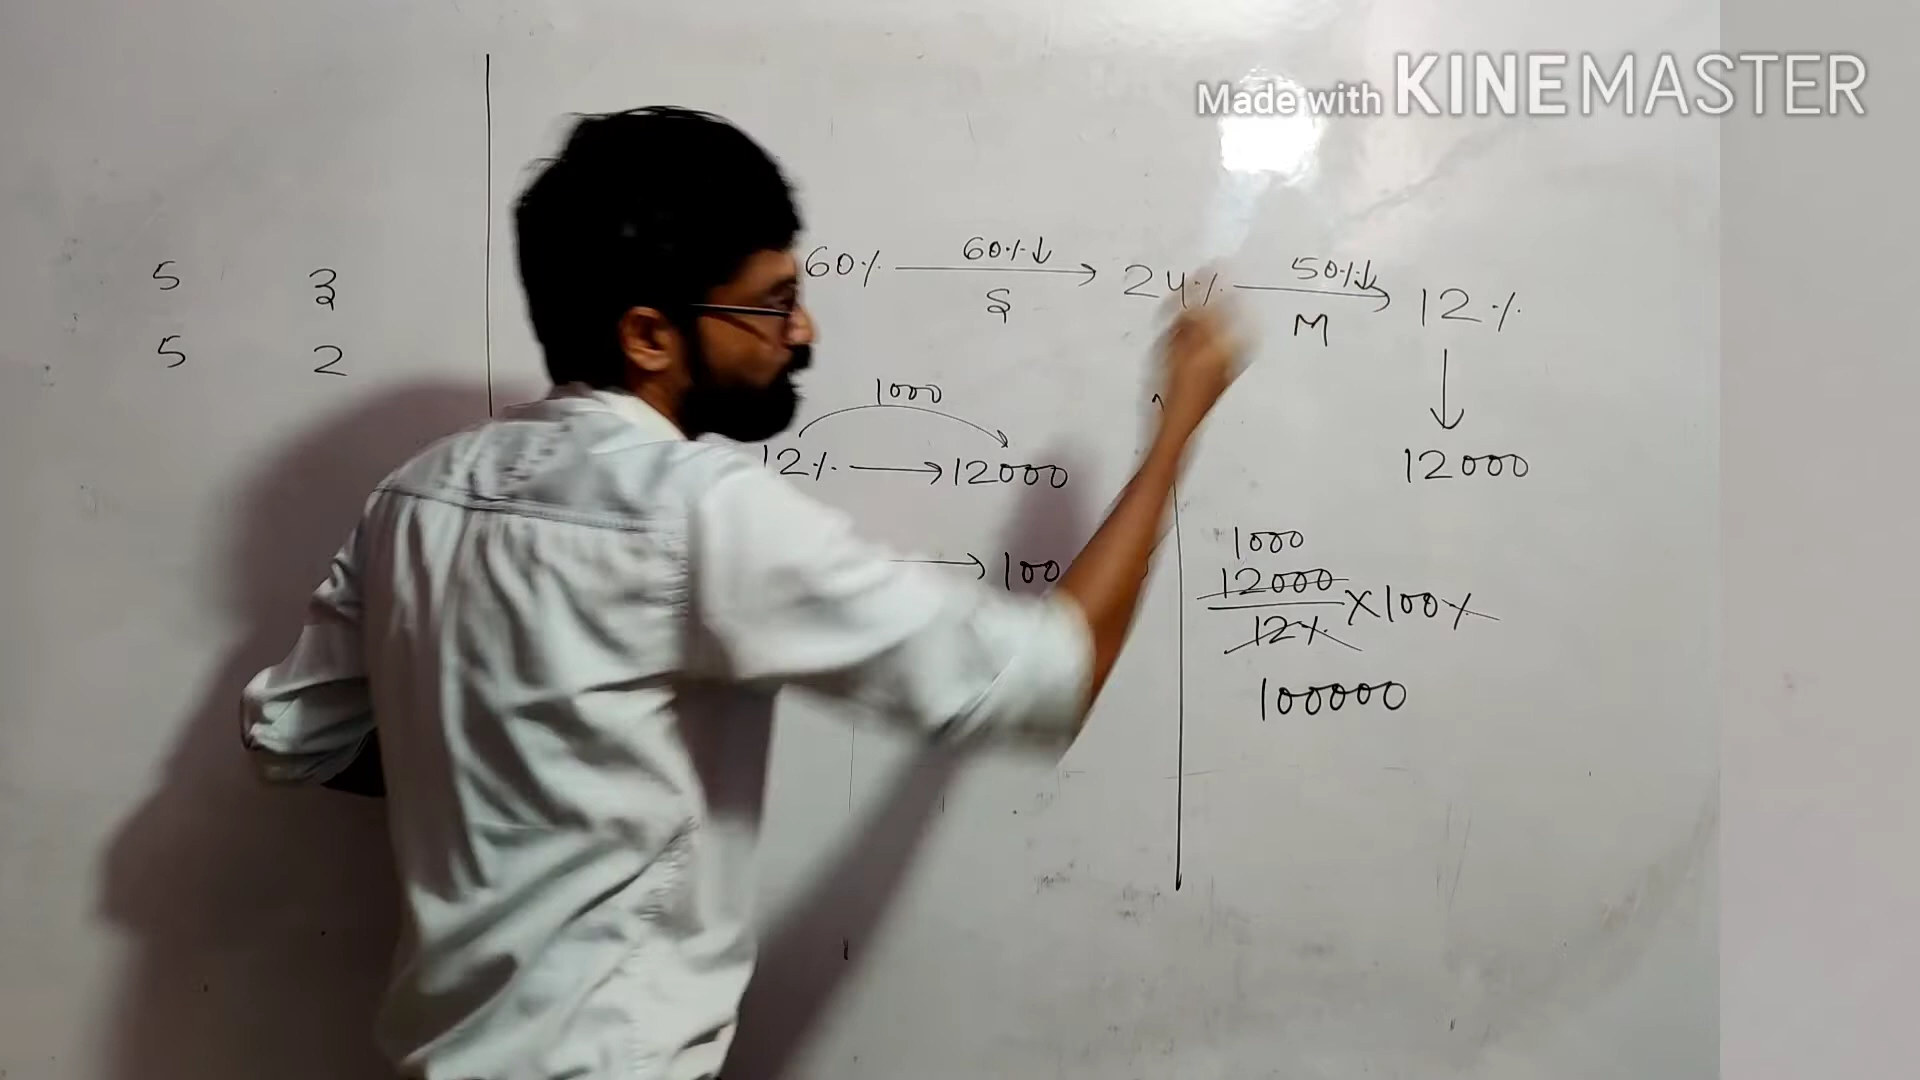 Made with KINEMASTER
5 3
5 2
60% 60%↓ 24% 50%↓ 12%
S M
1000
12% → 12000
12000
→ 100
1000
12000
12% ×100%
100000